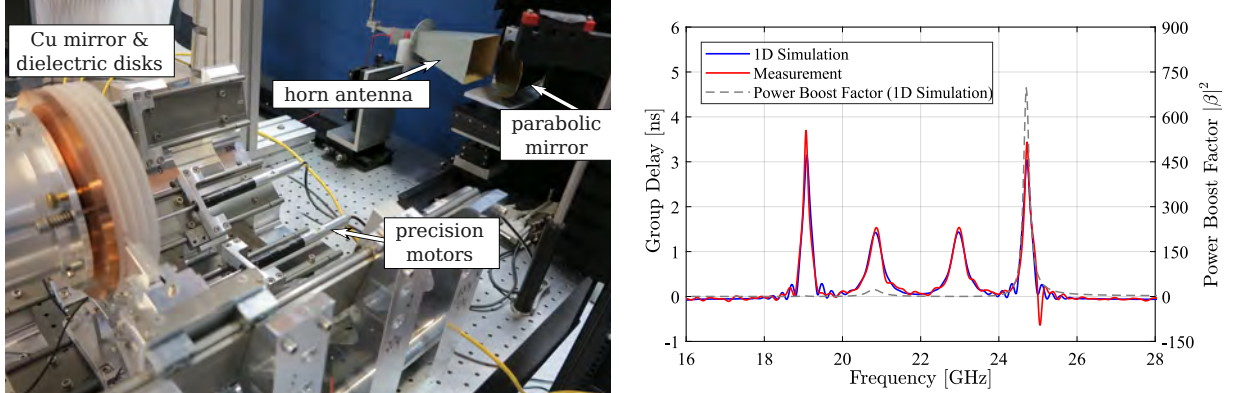 Cu mirror &
dielectric disks
horn antenna
parabolic
mirror
precision
motors
Group Delay [ns]
6
5
4
3
2
1
0
-1
1D Simulation
Measurement
Power Boost Factor (1D Simulation)
900
750
600
450
300
150
0
-150
Power Boost Factor |β|²
16 18 20 22 24 26 28
Frequency [GHz]